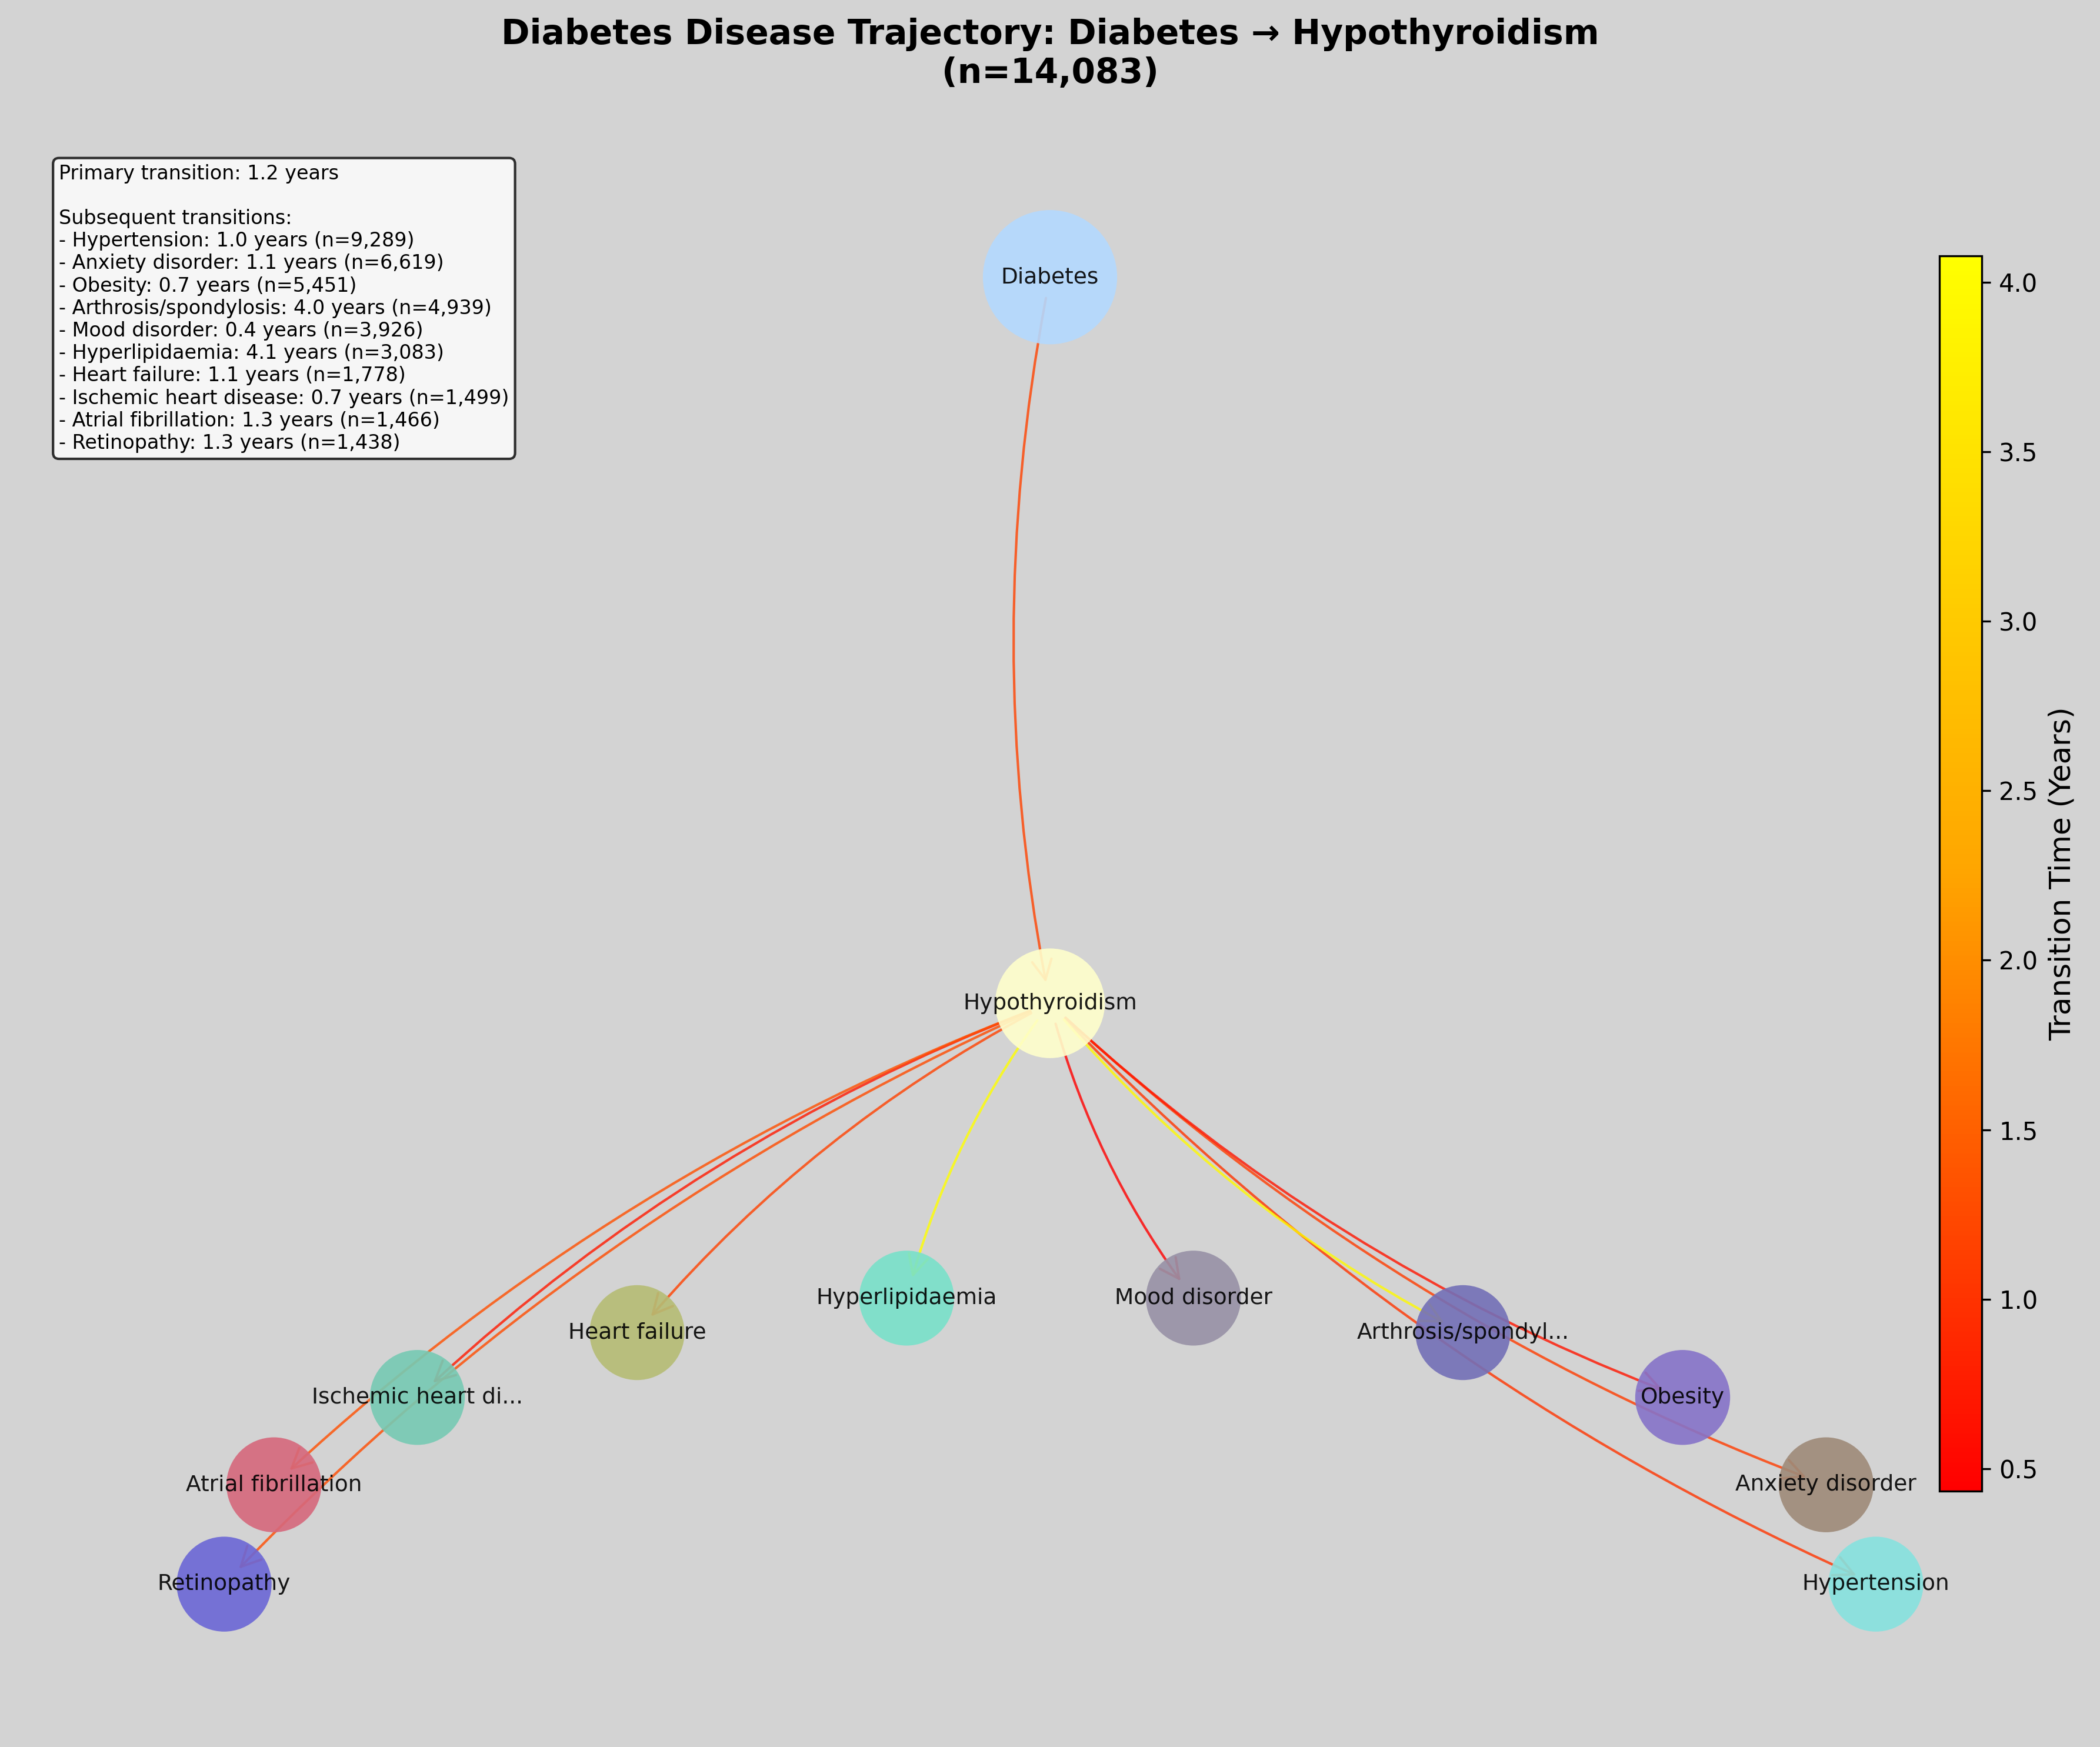 Diabetes Disease Trajectory: Diabetes → Hypothyroidism
(n=14,083)
Primary transition: 1.2 years
Subsequent transitions:
- Hypertension: 1.0 years (n=9,289)
- Anxiety disorder: 1.1 years (n=6,619)
- Obesity: 0.7 years (n=5,451)
- Arthrosis/spondylosis: 4.0 years (n=4,939)
- Mood disorder: 0.4 years (n=3,926)
- Hyperlipidaemia: 4.1 years (n=3,083)
- Heart failure: 1.1 years (n=1,778)
- Ischemic heart disease: 0.7 years (n=1,499)
- Atrial fibrillation: 1.3 years (n=1,466)
- Retinopathy: 1.3 years (n=1,438)
Diabetes
Hypothyroidism
Hyperlipidaemia
Mood disorder
Heart failure
Arthrosis/spondyl...
Ischemic heart di...
Obesity
Atrial fibrillation
Anxiety disorder
Retinopathy
Hypertension
4.0
3.5
3.0
2.5
2.0
1.5
1.0
0.5
Transition Time (Years)